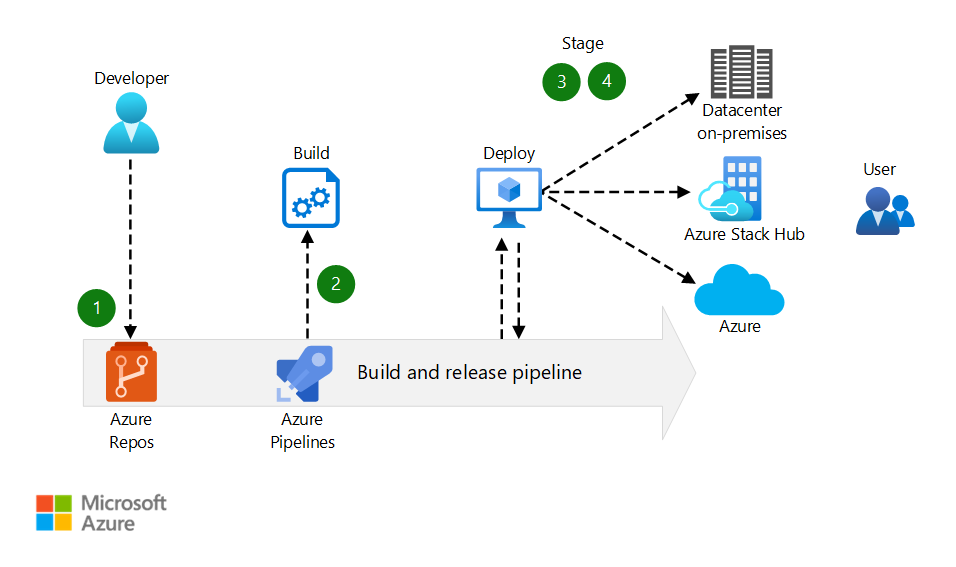 Stage
3 4
Developer
Datacenter
on-premises
Build
Deploy
User
Azure Stack Hub
2
1
Azure
Build and release pipeline
Azure
Repos
Azure
Pipelines
Microsoft
Azure